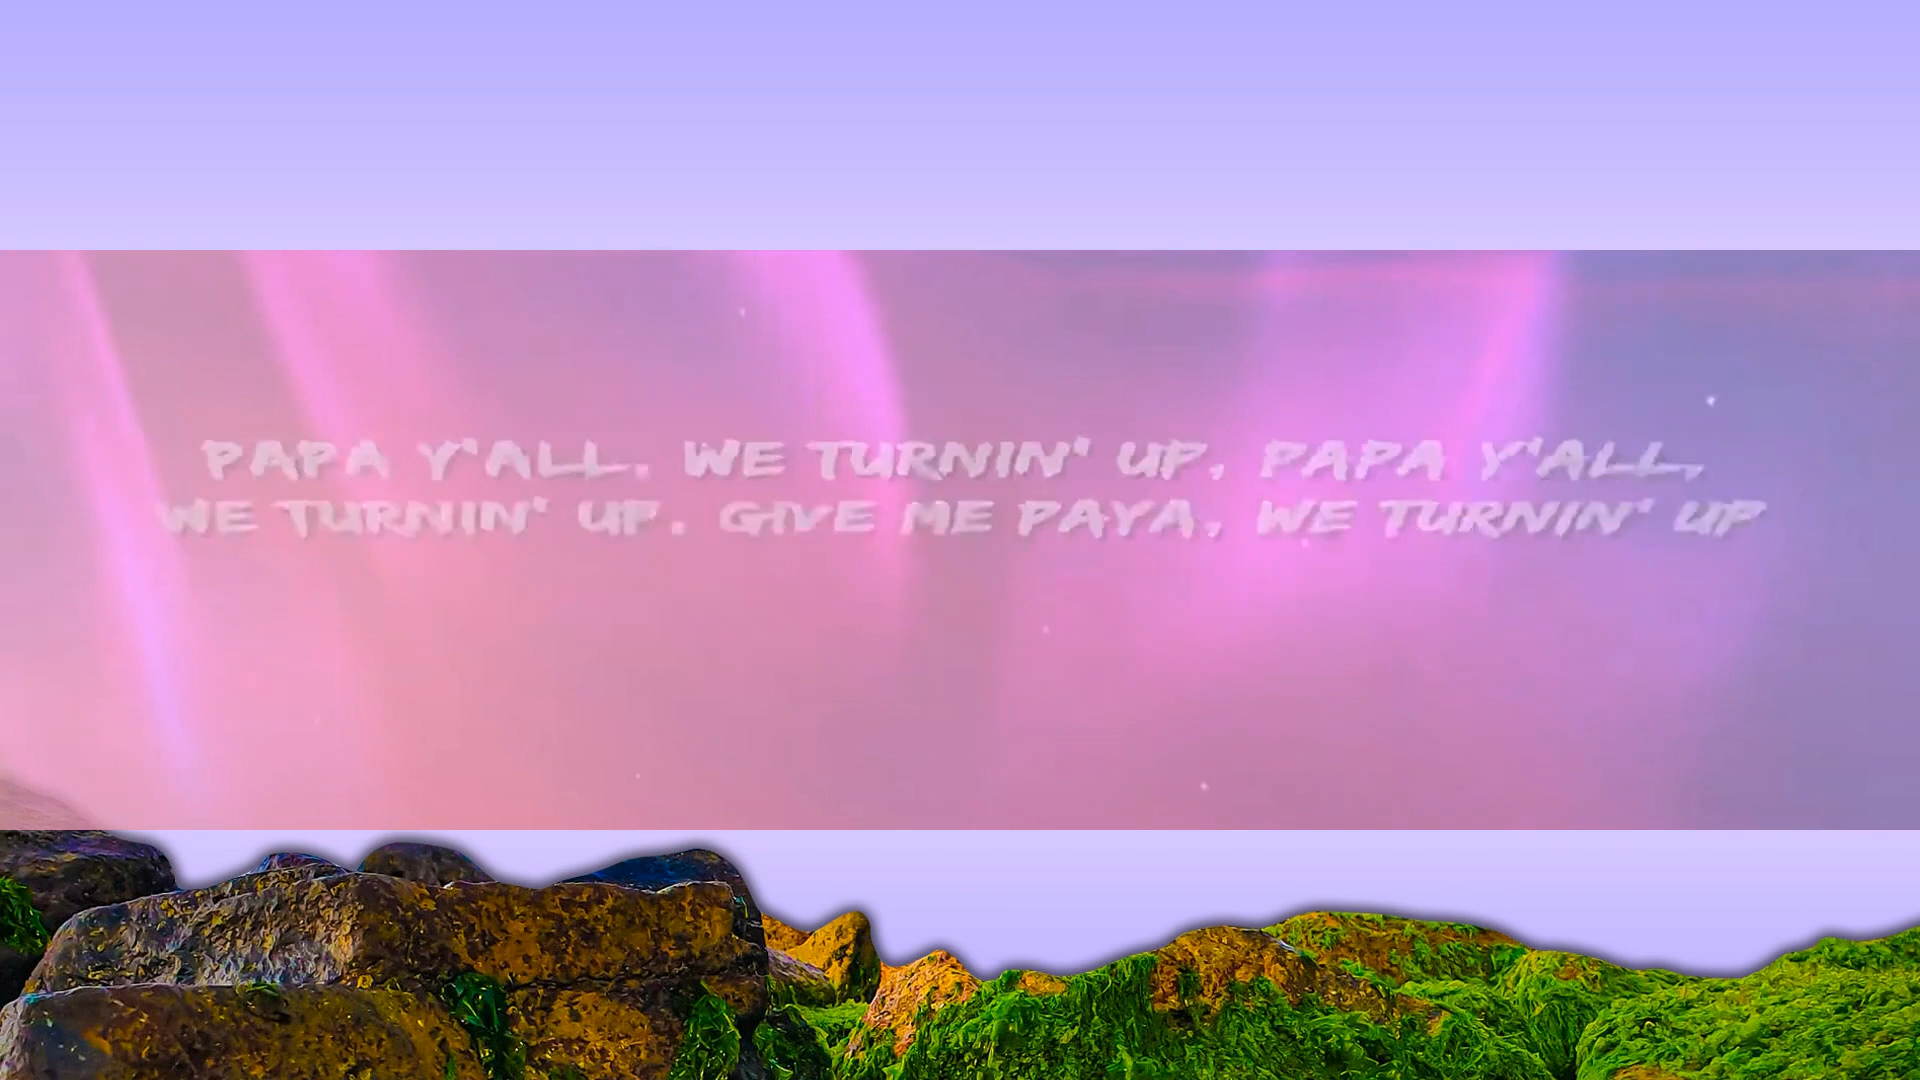 PAPA Y'ALL, WE TURNIN' UP, PAPA Y'ALL,
WE TURNIN' UP, GIVE ME PAYA, WE TURNIN' UP